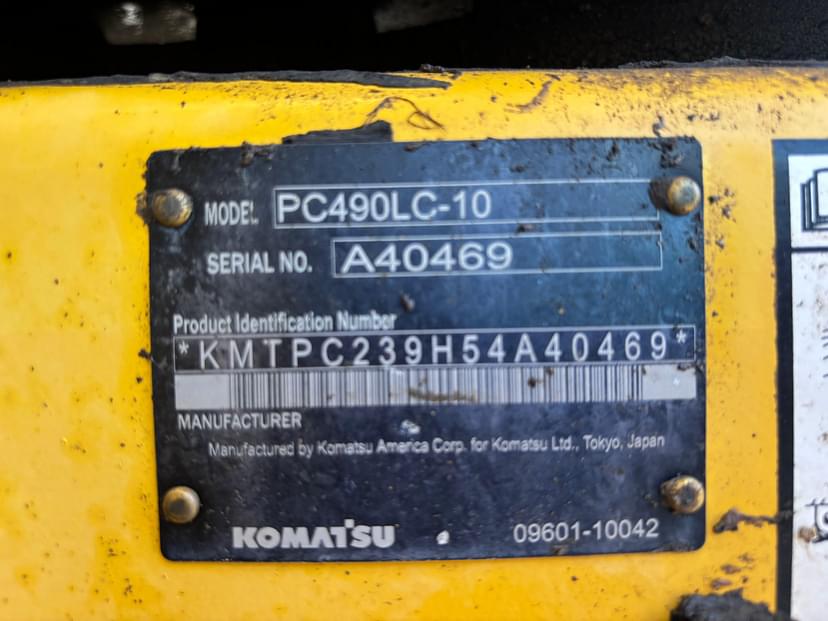 MODEL PC490LC-10
SERIAL NO. A40469
Product Identification Number
*KMTPC239H54A40469*
MANUFACTURER
Manufactured by Komatsu America Corp. for Komatsu Ltd., Tokyo, Japan
KOMATSU 09601-10042